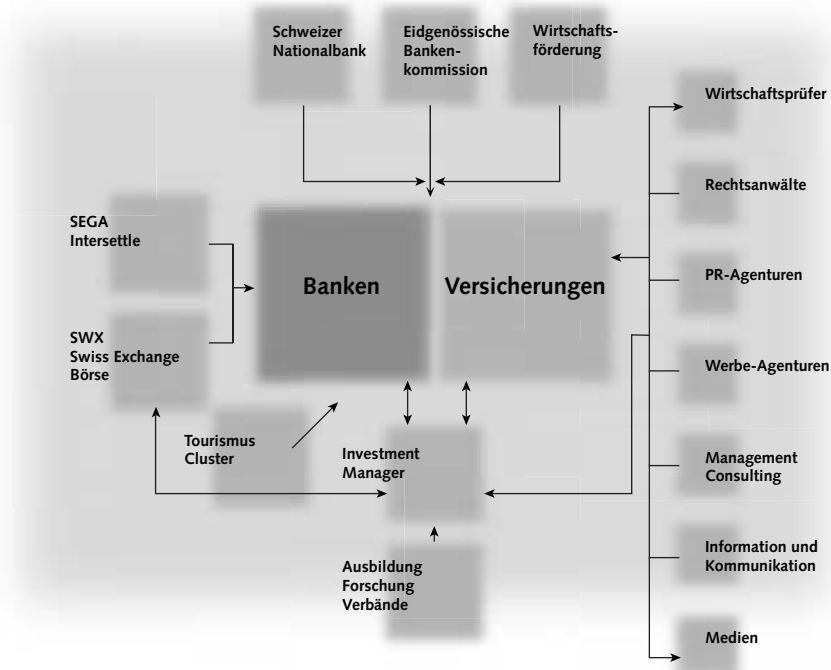 Schweizer
Nationalbank
Eidgenössische
Banken-
kommission
Wirtschafts-
förderung
Wirtschaftsprüfer
Rechtsanwälte
SEGA
Intersettle
Banken
Versicherungen
PR-Agenturen
SWX
Swiss Exchange
Börse
Werbe-Agenturen
Tourismus
Cluster
Investment
Manager
Management
Consulting
Ausbildung
Forschung
Verbände
Information und
Kommunikation
Medien